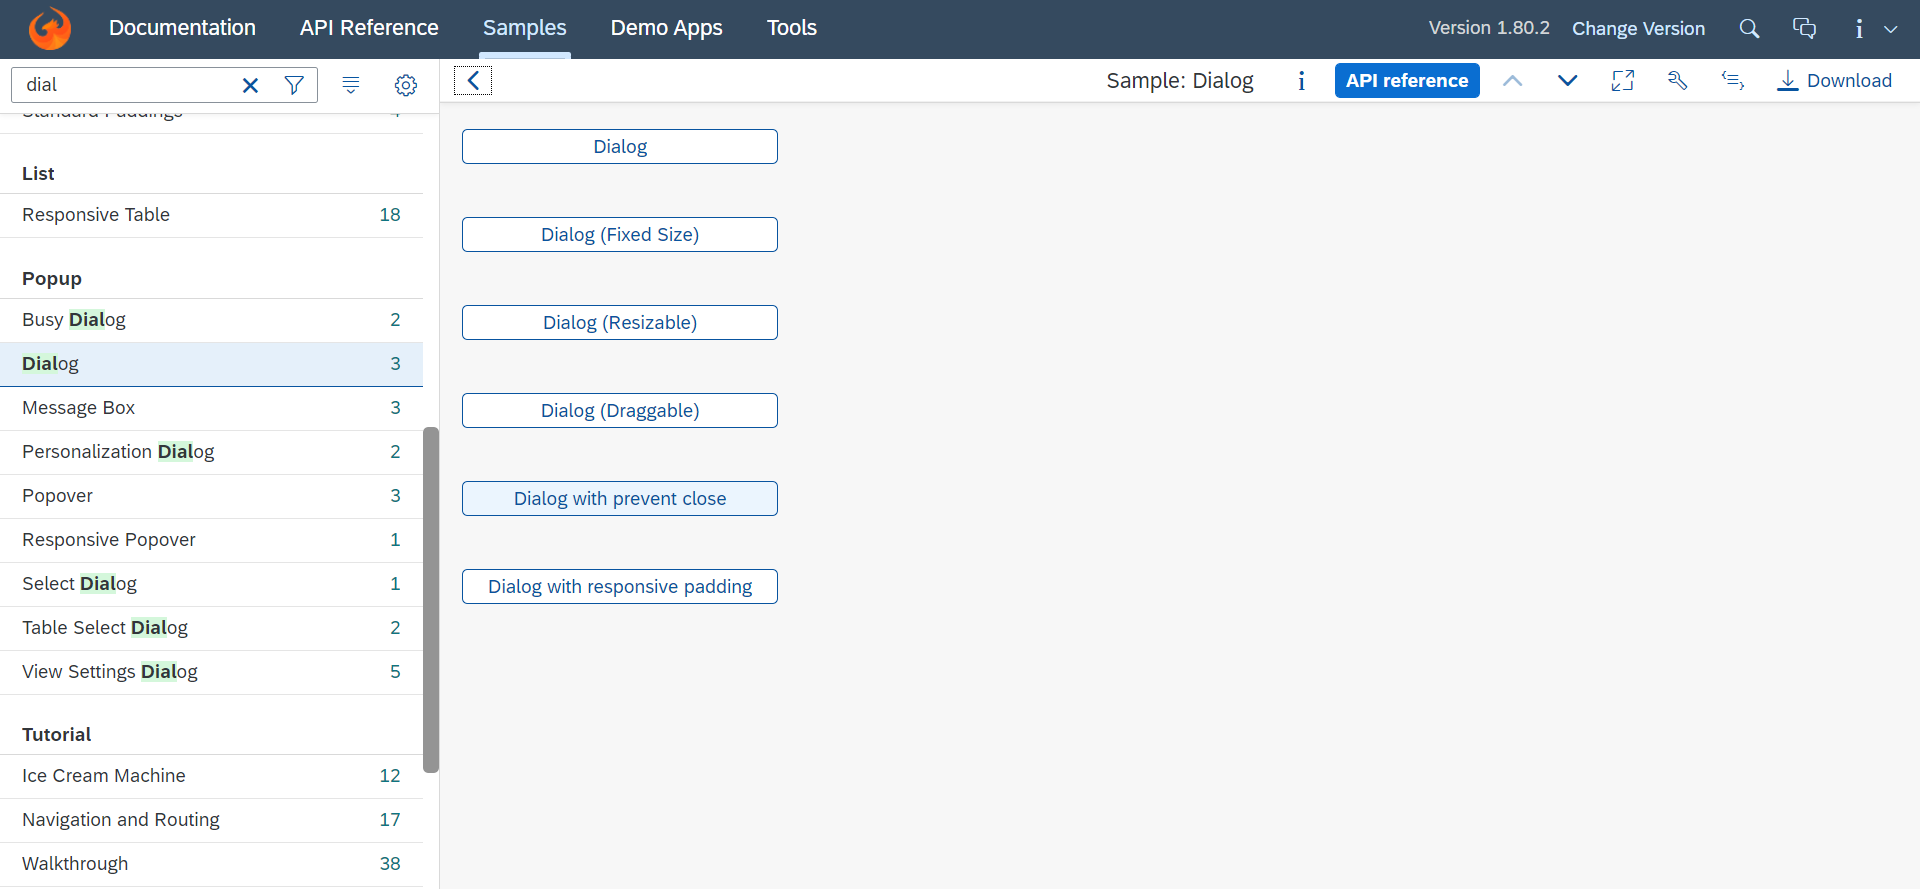 Documentation API Reference Samples Demo Apps Tools Version 1.80.2 Change Version
dial
Sample: Dialog API reference Download
Standard Paddings 4
List
Responsive Table 18
Popup
Busy Dialog 2
Dialog 3
Message Box 3
Personalization Dialog 2
Popover 3
Responsive Popover 1
Select Dialog 1
Table Select Dialog 2
View Settings Dialog 5
Tutorial
Ice Cream Machine 12
Navigation and Routing 17
Walkthrough 38
Dialog
Dialog (Fixed Size)
Dialog (Resizable)
Dialog (Draggable)
Dialog with prevent close
Dialog with responsive padding